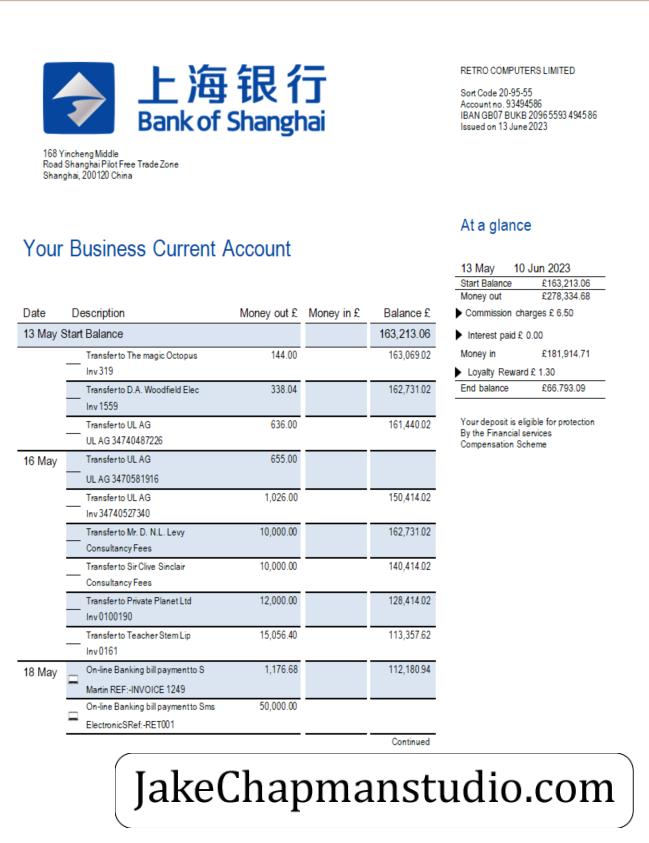 上海银行
Bank of Shanghai
168 Yincheng Middle
Road Shanghai Pilot Free Trade Zone
Shanghai, 200120 China
RETRO COMPUTERS LIMITED
Sort Code 20-95-55
Account no. 93494586
IBAN GB07 BUKB 20965593 494586
Issued on 13 June 2023
Your Business Current Account
At a glance
13 May 10 Jun 2023
Start Balance £163,213.06
Money out £278,334.68
Commission charges £ 6.50
Interest paid £ 0.00
Money in £181,914.71
Loyalty Reward £ 1.30
End balance £66.793.09
Your deposit is eligible for protection
By the Financial services
Compensation Scheme
Date Description Money out £ Money in £ Balance £
13 May Start Balance 163,213.06
Transfer to The magic Octopus 144.00 163,069.02
Inv 319
Transfer to D.A. Woodfield Elec 338.04 162,731.02
Inv 1559
Transfer to UL AG 636.00 161,440.02
UL AG 34740487226
16 May Transfer to UL AG 655.00
UL AG 3470581916
Transfer to UL AG 1,026.00 150,414.02
Inv 34740527340
Transfer to Mr. D. N.L. Levy 10,000.00 162,731.02
Consultancy Fees
Transfer to Sir Clive Sinclair 10,000.00 140,414.02
Consultancy Fees
Transfer to Private Planet Ltd 12,000.00 128,414.02
Inv 0100190
Transfer to Teacher Stem Lip 15,056.40 113,357.62
Inv 0161
18 May On-line Banking bill payment to S 1,176.68 112,180.94
Martin REF:-INVOICE 1249
On-line Banking bill payment to Sms 50,000.00
ElectronicSRef:-RET001
Continued
JakeChapmanstudio.com